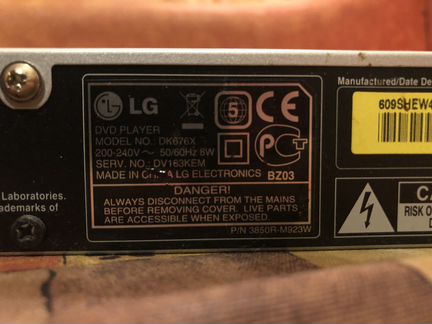 LG
5
CE
DVD PLAYER
MODEL NO.: DK676X
200-240V ~ 50/60Hz 8W
SERV. NO.: DV163KEM
MADE IN CHINA LG ELECTRONICS BZ03
DANGER!
ALWAYS DISCONNECT FROM THE MAINS
BEFORE REMOVING COVER. LIVE PARTS
ARE ACCESSIBLE WHEN EXPOSED.
P/N 3850R-M923W
Laboratories.
demarks of
Manufactured/Date De
609SHEW4
CA
RISK O
D